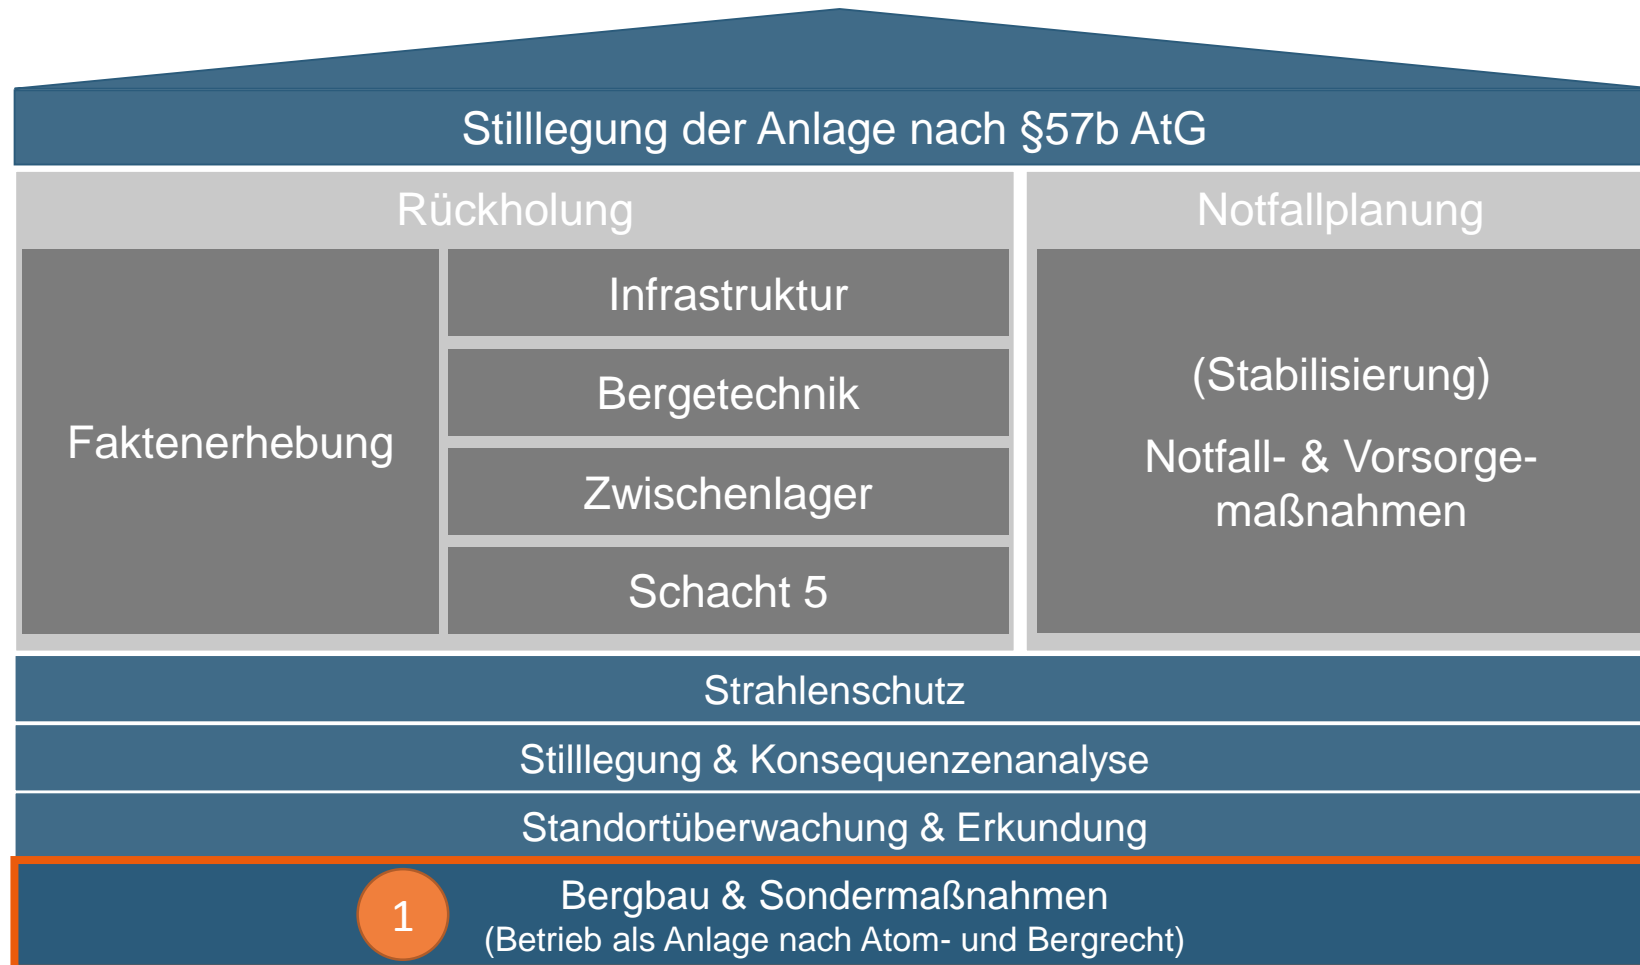 Stilllegung der Anlage nach §57b AtG
Rückholung
Notfallplanung
Faktenerhebung
Infrastruktur
Bergetechnik
Zwischenlager
Schacht 5
(Stabilisierung)
Notfall- & Vorsorge-
maßnahmen
Strahlenschutz
Stilllegung & Konsequenzenanalyse
Standortüberwachung & Erkundung
1
Bergbau & Sondermaßnahmen
(Betrieb als Anlage nach Atom- und Bergrecht)